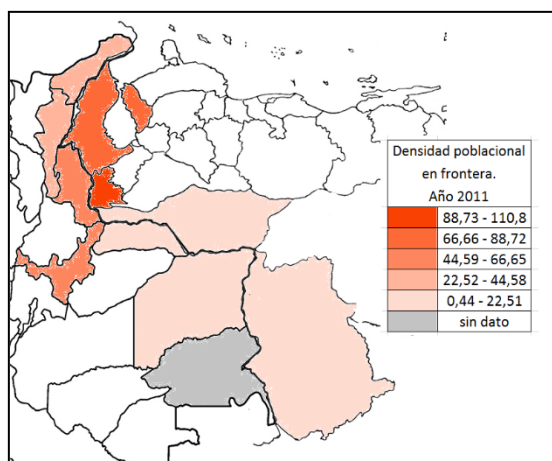 Densidad poblacional
en frontera.
Año 2011
88,73 - 110,8
66,66 - 88,72
44,59 - 66,65
22,52 - 44,58
0,44 - 22,51
sin dato